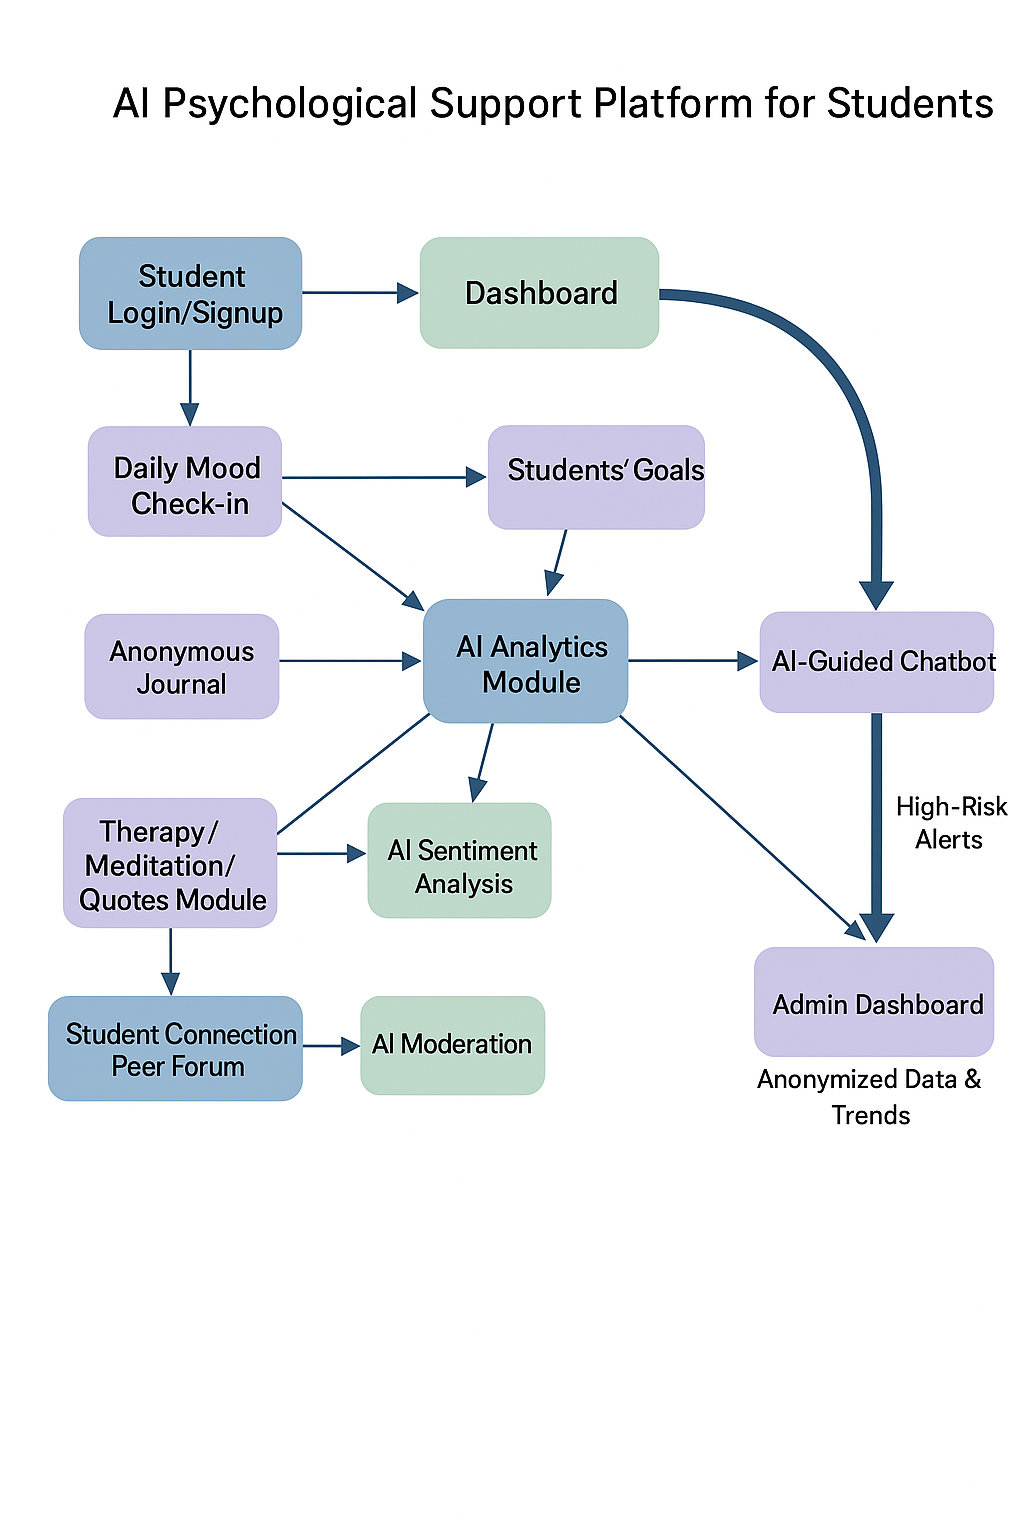 AI Psychological Support Platform for Students
Student
Login/Signup
Dashboard
Daily Mood
Check-in
Students' Goals
Anonymous
Journal
AI Analytics
Module
AI-Guided Chatbot
Therapy/
Meditation/
Quotes Module
AI Sentiment
Analysis
High-Risk
Alerts
Student Connection
Peer Forum
AI Moderation
Admin Dashboard
Anonymized Data &
Trends